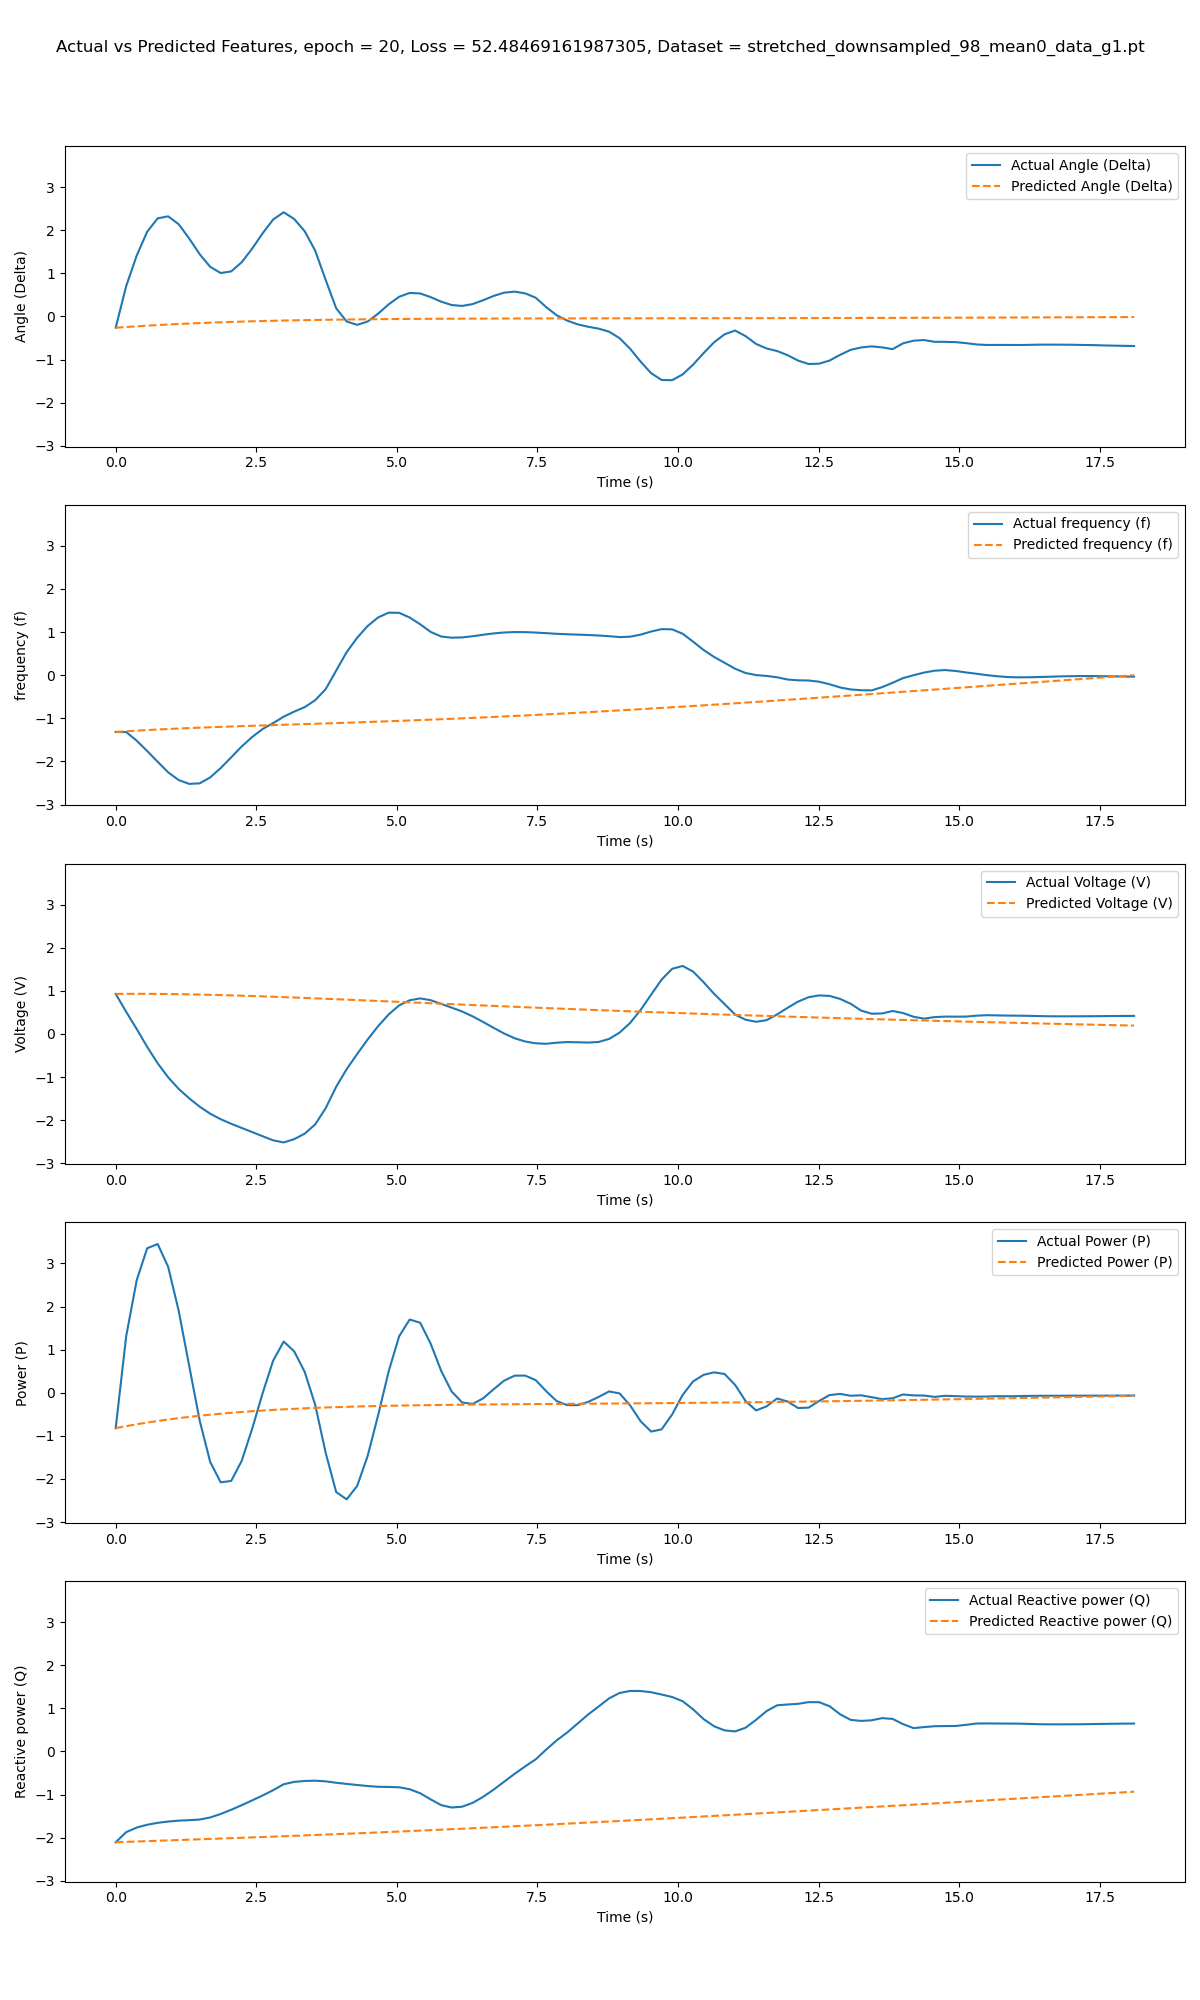 Actual vs Predicted Features, epoch = 20, Loss = 52.48469161987305, Dataset = stretched_downsampled_98_mean0_data_g1.pt
Actual Angle (Delta)
Predicted Angle (Delta)
Angle (Delta)
3
2
1
0
−1
−2
−3
0.0 2.5 5.0 7.5 10.0 12.5 15.0 17.5
Time (s)
Actual frequency (f)
Predicted frequency (f)
frequency (f)
3
2
1
0
−1
−2
−3
0.0 2.5 5.0 7.5 10.0 12.5 15.0 17.5
Time (s)
Actual Voltage (V)
Predicted Voltage (V)
Voltage (V)
3
2
1
0
−1
−2
−3
0.0 2.5 5.0 7.5 10.0 12.5 15.0 17.5
Time (s)
Actual Power (P)
Predicted Power (P)
Power (P)
3
2
1
0
−1
−2
−3
0.0 2.5 5.0 7.5 10.0 12.5 15.0 17.5
Time (s)
Actual Reactive power (Q)
Predicted Reactive power (Q)
Reactive power (Q)
3
2
1
0
−1
−2
−3
0.0 2.5 5.0 7.5 10.0 12.5 15.0 17.5
Time (s)